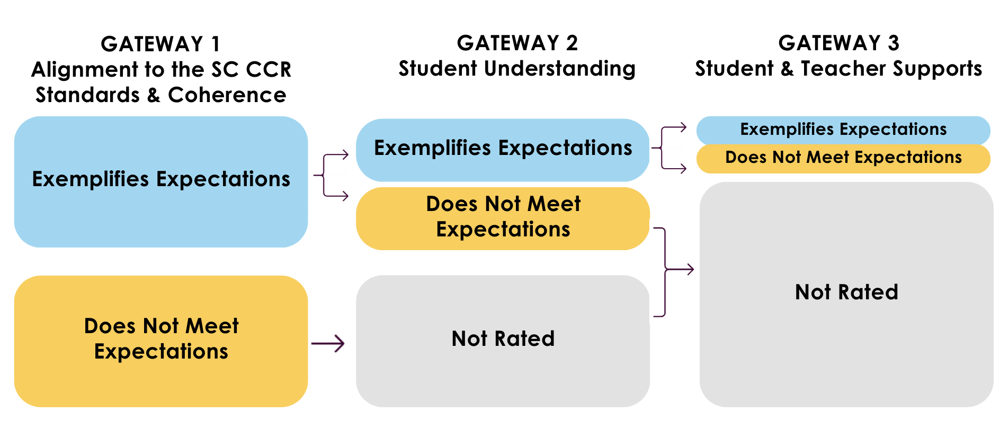 GATEWAY 1
Alignment to the SC CCR
Standards & Coherence
GATEWAY 2
Student Understanding
GATEWAY 3
Student & Teacher Supports
Exemplifies Expectations
Does Not Meet
Expectations
Exemplifies Expectations
Does Not Meet
Expectations
Not Rated
Exemplifies Expectations
Does Not Meet Expectations
Not Rated